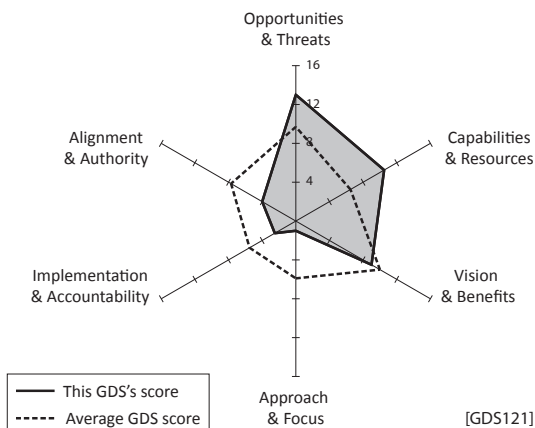 Opportunities
& Threats
16
12
8
4
Alignment
& Authority
Capabilities
& Resources
Implementation
& Accountability
Vision
& Benefits
Approach
& Focus
This GDS's score
Average GDS score
[GDS121]